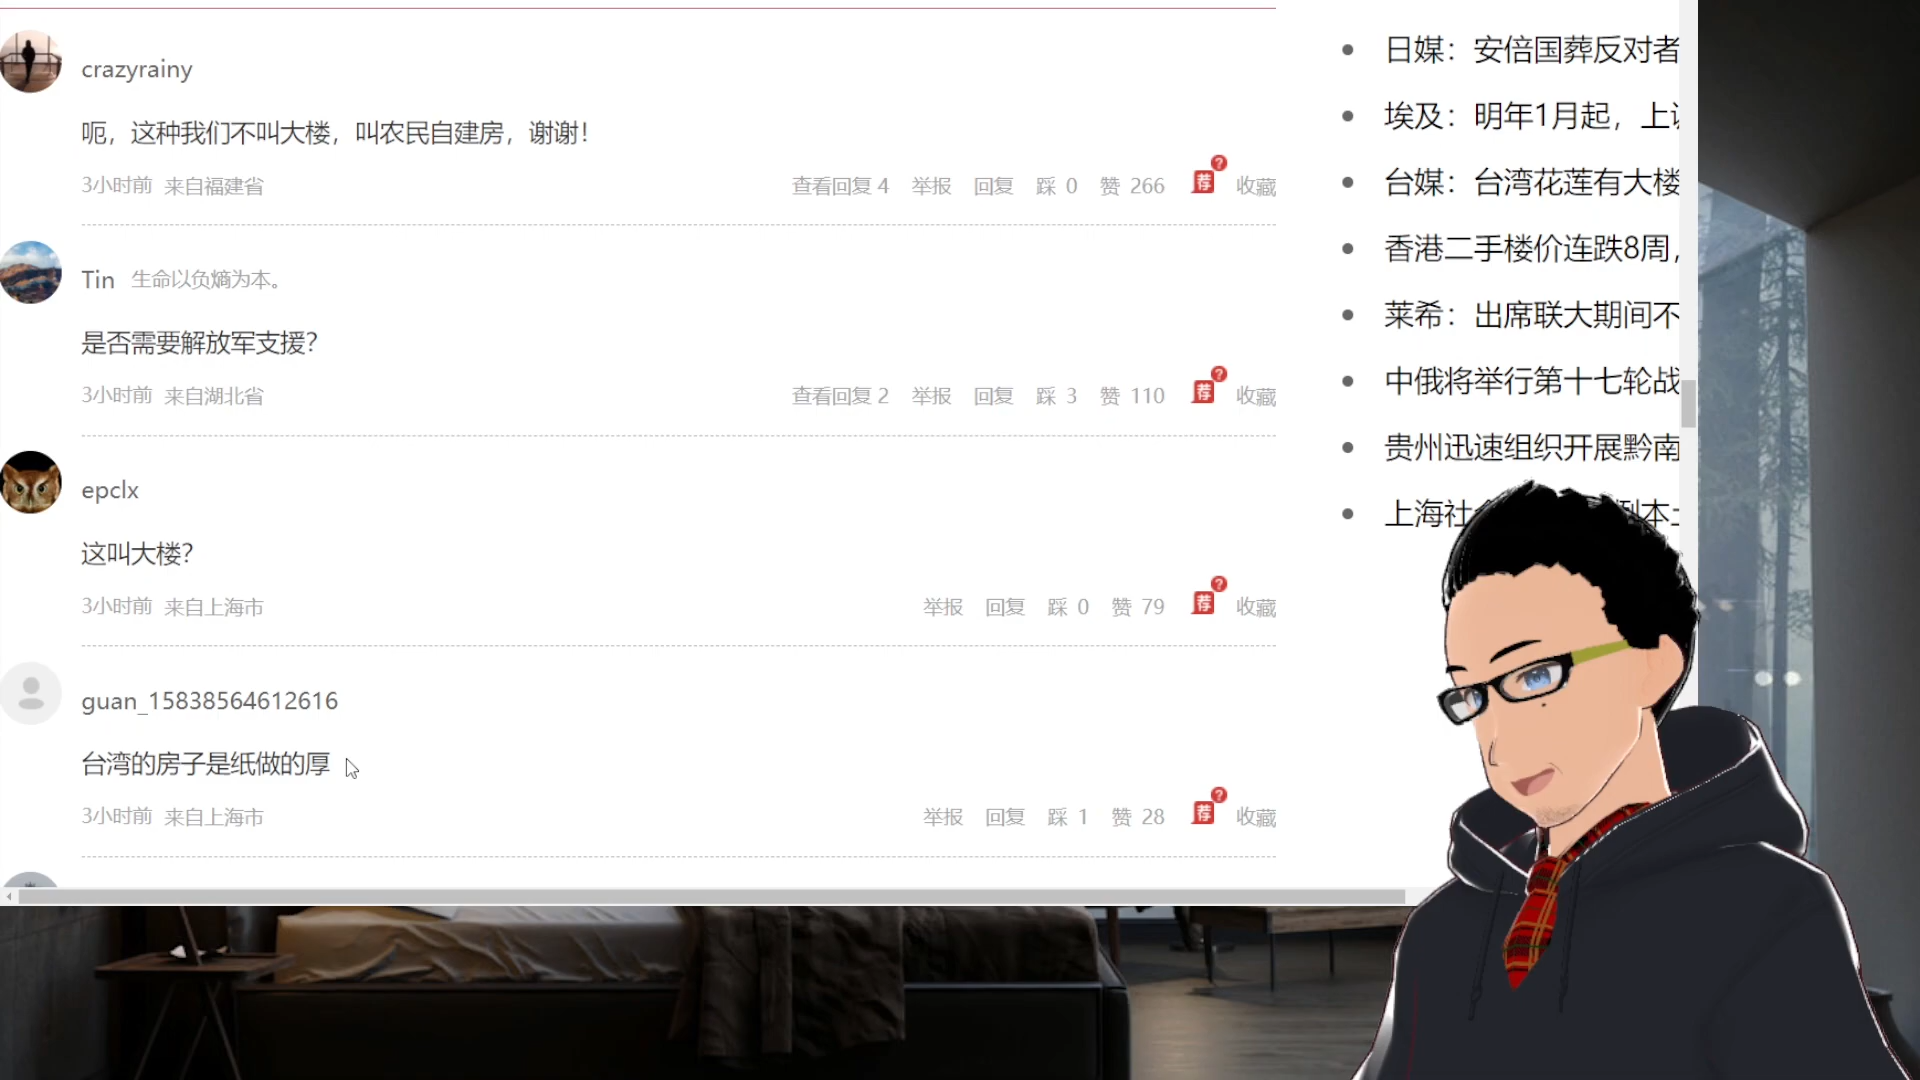 crazyrainy
呃，这种我们不叫大楼，叫农民自建房，谢谢！
3小时前 来自福建省
查看回复 4 举报 回复 踩 0 赞 266 荐 ? 收藏
Tin 生命以负熵为本。
是否需要解放军支援？
3小时前 来自湖北省
查看回复 2 举报 回复 踩 3 赞 110 荐 ? 收藏
epclx
这叫大楼？
3小时前 来自上海市
举报 回复 踩 0 赞 79 荐 ? 收藏
guan_15838564612616
台湾的房子是纸做的厚
3小时前 来自上海市
举报 回复 踩 1 赞 28 荐 ? 收藏
日媒：安倍国葬反对者
埃及：明年1月起，上
台媒：台湾花莲有大楼
香港二手楼价连跌8周，
莱希：出席联大期间不
中俄将举行第十七轮战
贵州迅速组织开展黔南
上海社